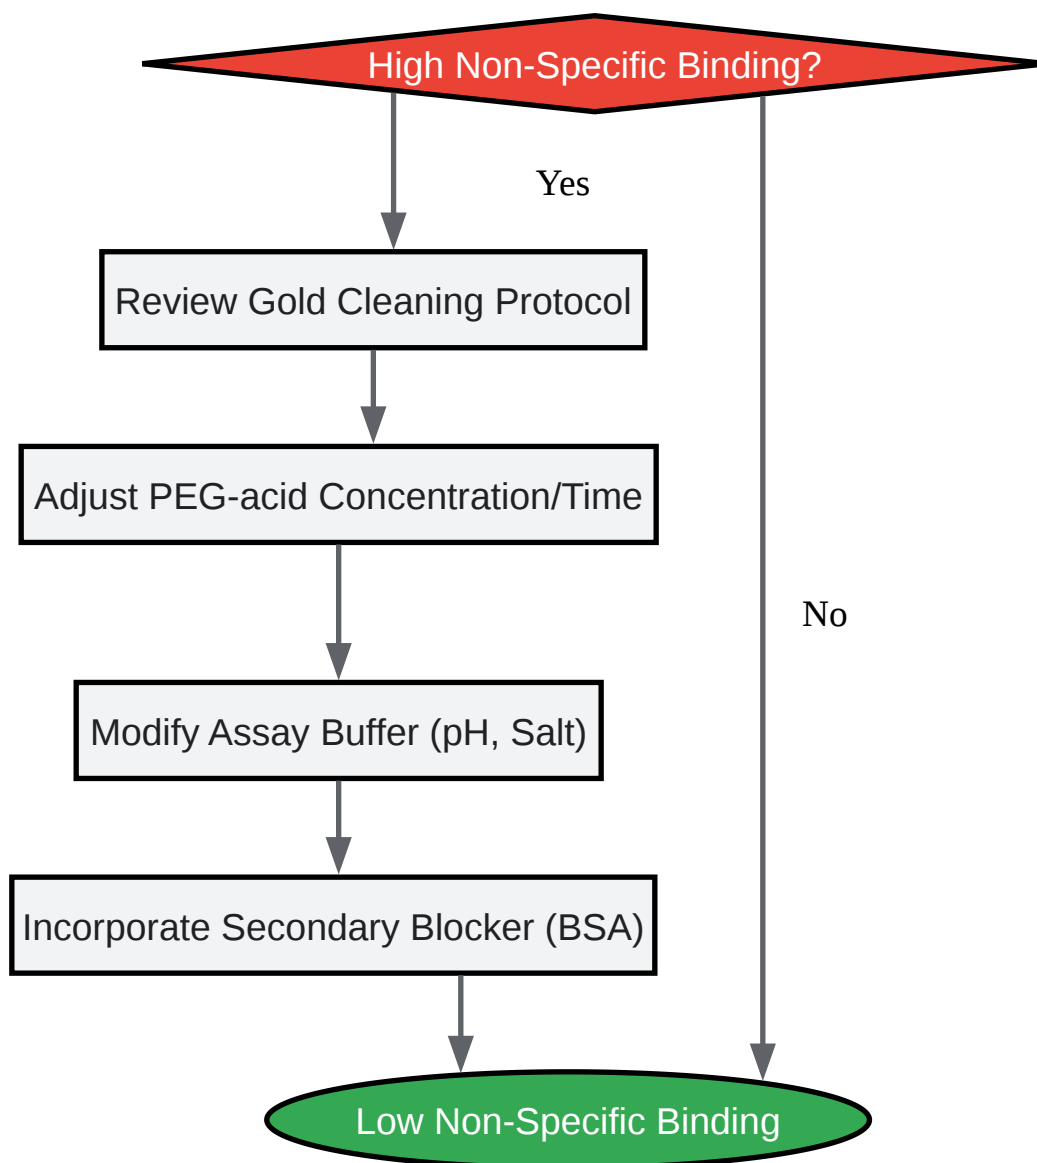 High Non-Specific Binding?
Yes
Review Gold Cleaning Protocol
Adjust PEG-acid Concentration/Time
No
Modify Assay Buffer (pH, Salt)
Incorporate Secondary Blocker (BSA)
Low Non-Specific Binding